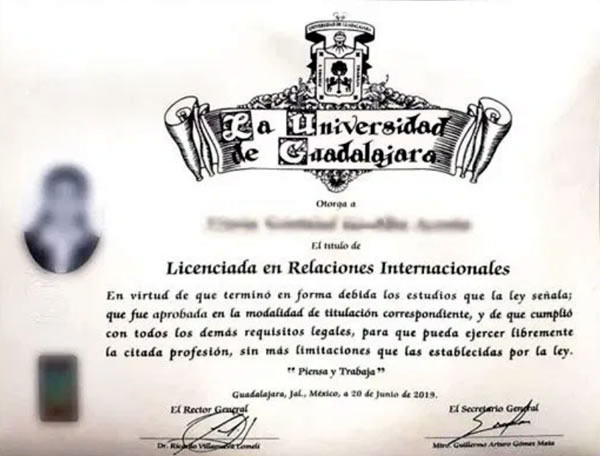 La Universidad
de Guadalajara
Otorga a
El título de
Licenciada en Relaciones Internacionales
En virtud de que terminó en forma debida los estudios que la ley señala;
que fue aprobada en la modalidad de titulación correspondiente, y de que cumplió
con todos los demás requisitos legales, para que pueda ejercer libremente
la citada profesión, sin más limitaciones que las establecidas por la ley.
"Piensa y Trabaja"
Guadalajara, Jal., México, a 20 de Junio de 2019.
El Rector General
El Secretario General
Dr. Ricardo Villanueva Lomelí
Mtro. Guillermo Arturo Gómez Mata